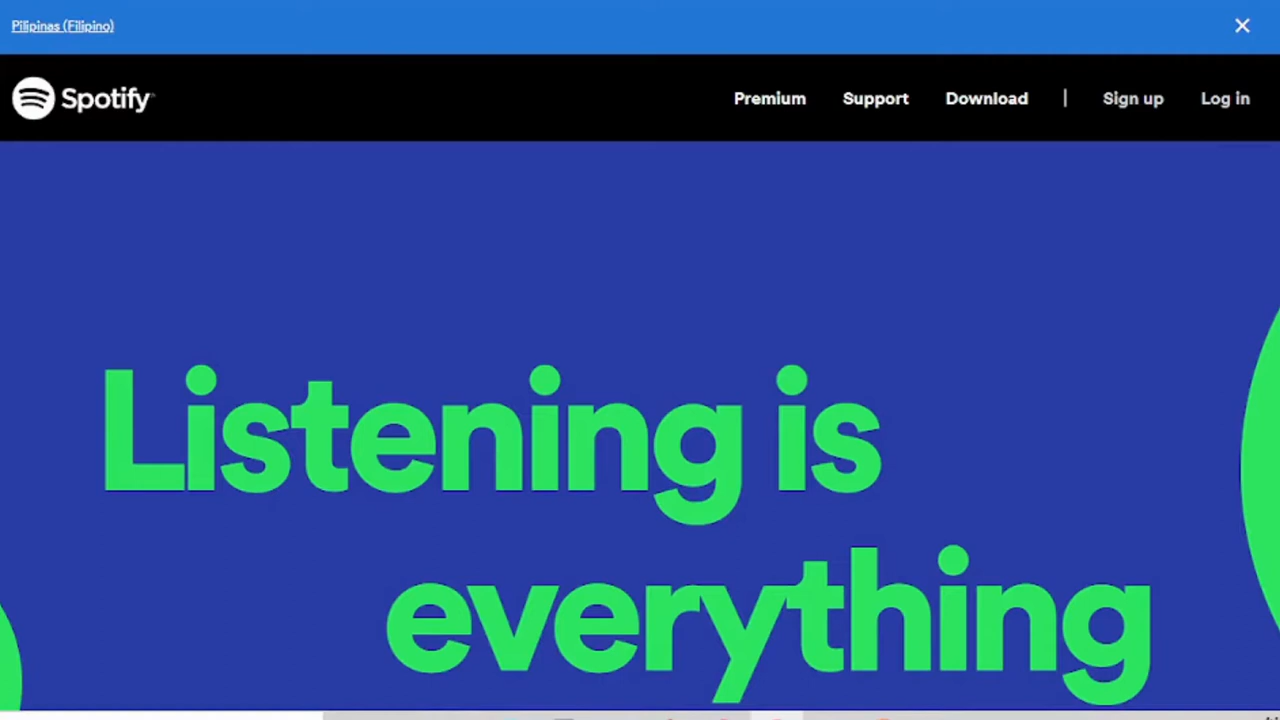 Pilipinas (Filipino)
Spotify Premium Support Download | Sign up Log in
Listening is
everything